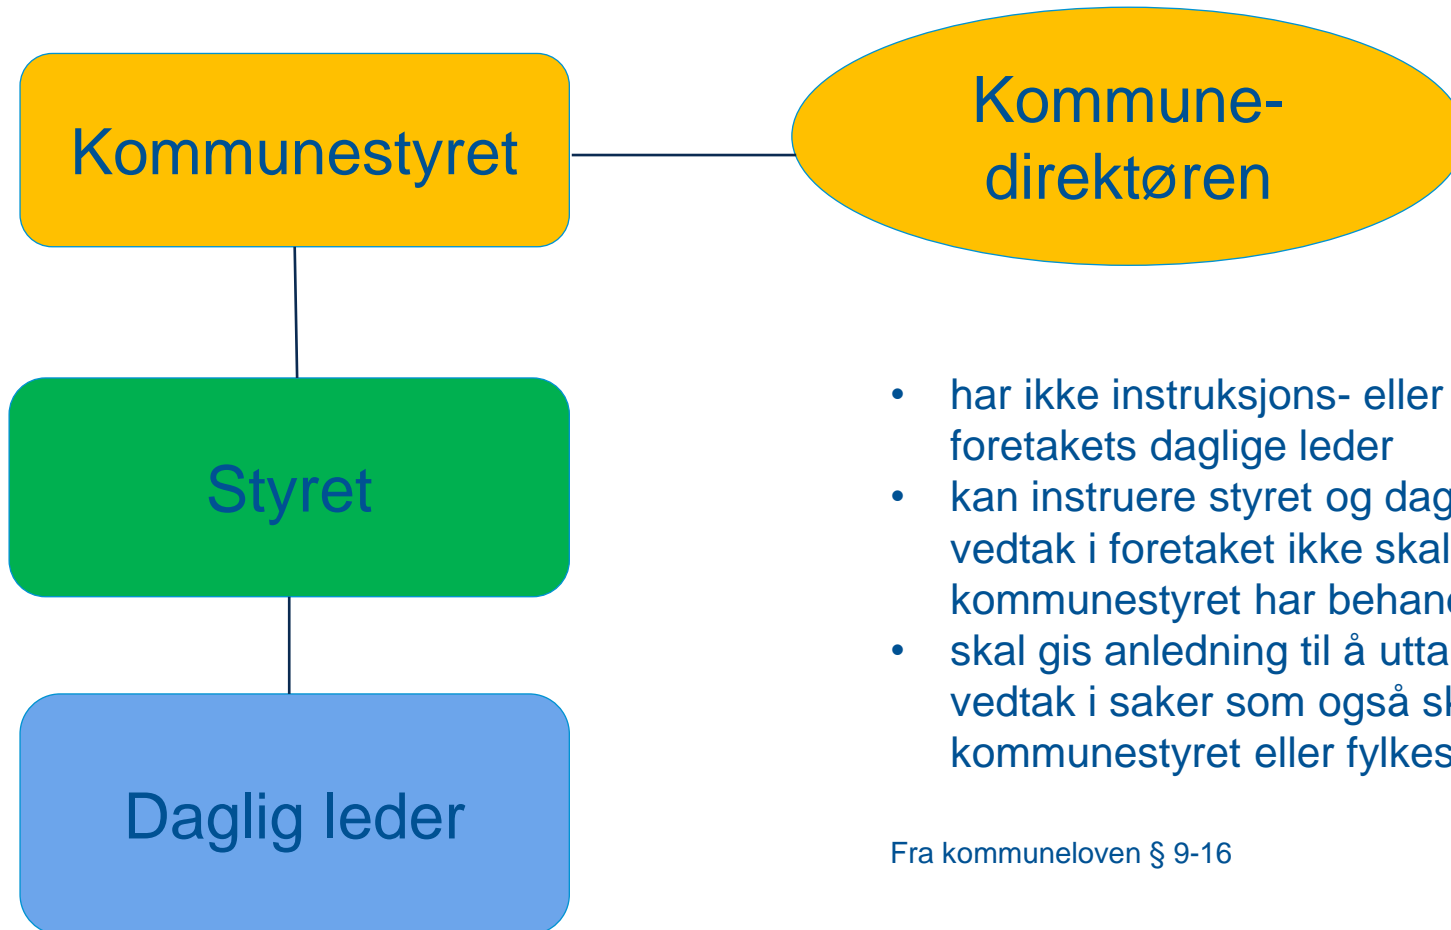 Kommunestyret
Kommune-
direktøren
Styret
Daglig leder
• har ikke instruksjons- eller
foretakets daglige leder
• kan instruere styret og dag
vedtak i foretaket ikke skal
kommunestyret har behand
• skal gis anledning til å utta
vedtak i saker som også sk
kommunestyret eller fylkes
Fra kommuneloven § 9-16